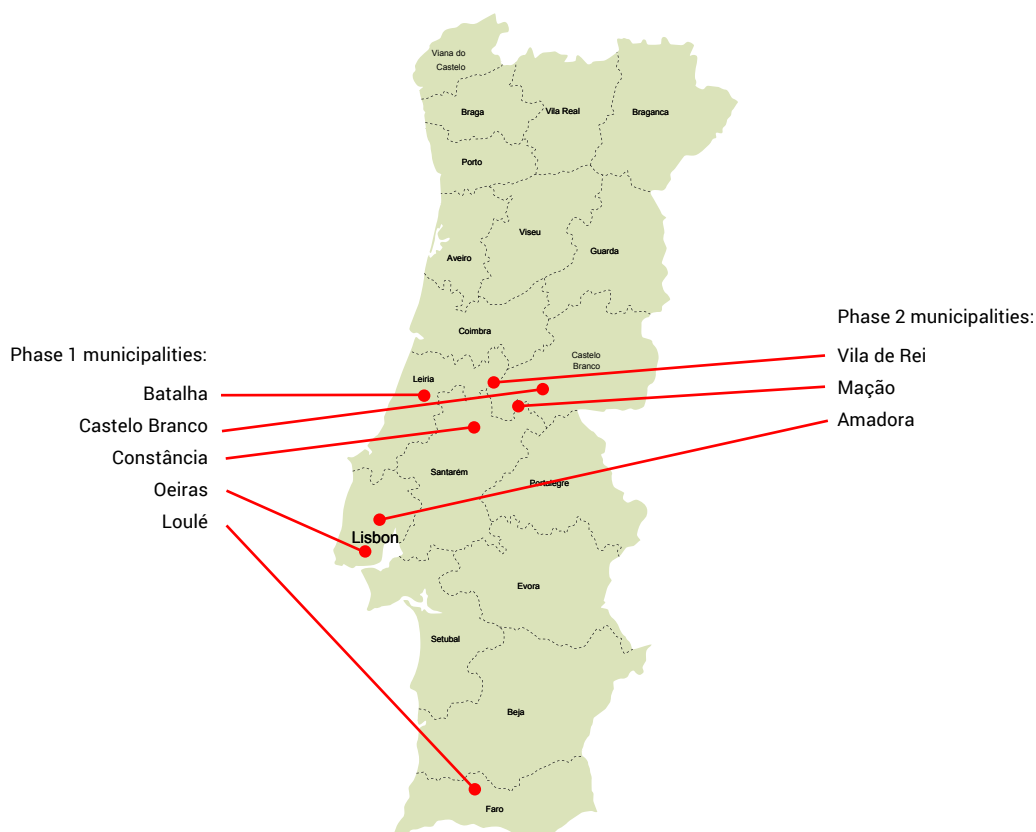 Viana do
Castelo
Braga
Vila Real
Braganca
Porto
Viseu
Guarda
Aveiro
Coimbra
Castelo
Branco
Leiria
Santarém
Portalegre
Lisbon
Evora
Setubal
Beja
Faro
Phase 1 municipalities:
Batalha
Castelo Branco
Constância
Oeiras
Loulé
Phase 2 municipalities:
Vila de Rei
Mação
Amadora